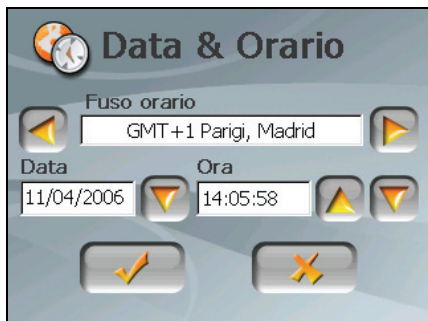 Data & Orario
Fuso orario
GMT+1 Parigi, Madrid
Data Ora
11/04/2006 14:05:58